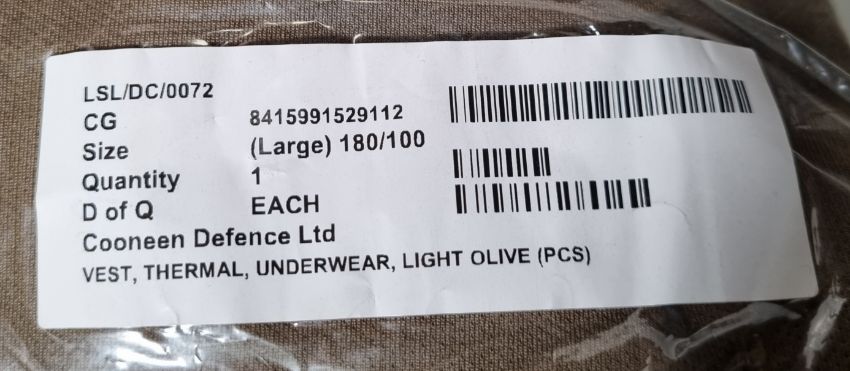 LSL/DC/0072
CG 8415991529112
Size (Large) 180/100
Quantity 1
D of Q EACH
Cooneen Defence Ltd
VEST, THERMAL, UNDERWEAR, LIGHT OLIVE (PCS)